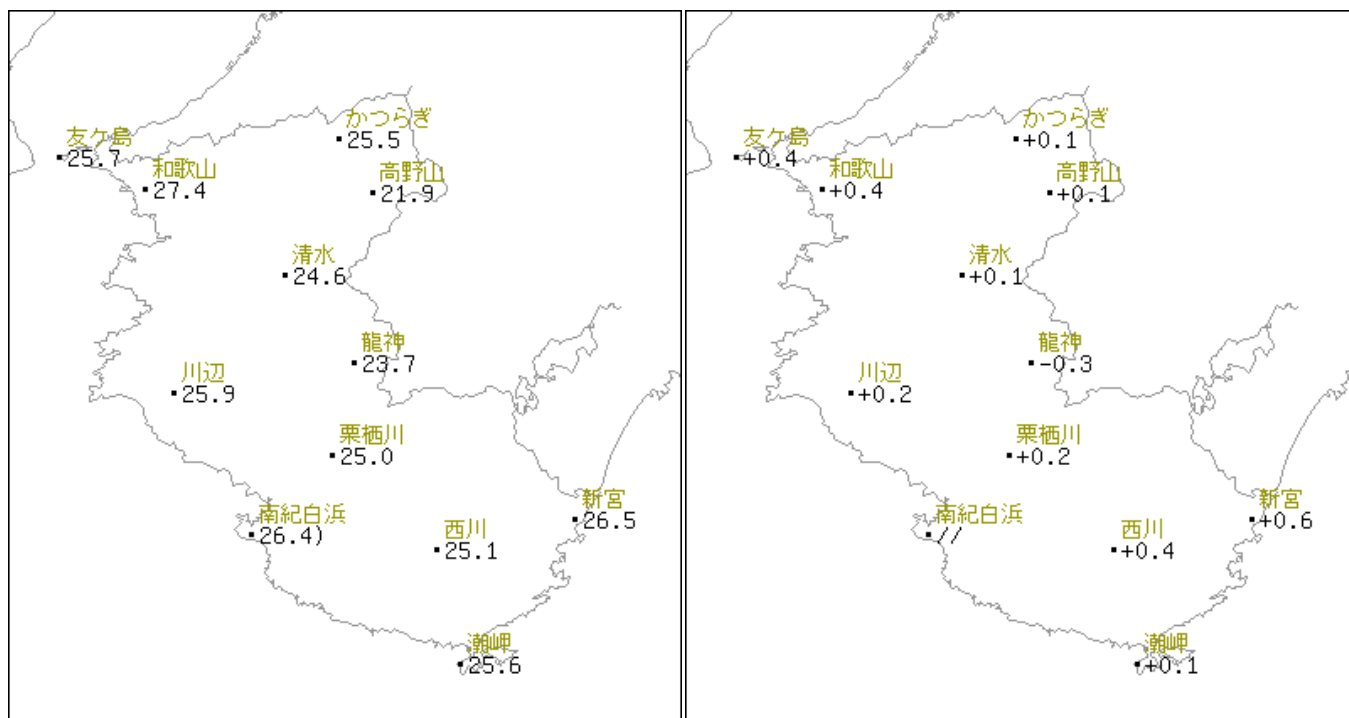 かつらぎ
25.5
友ケ島
25.7
和歌山
27.4
高野山
21.9
清水
24.6
龍神
23.7
川辺
25.9
栗栖川
25.0
南紀白浜
26.4)
西川
25.1
新宮
26.5
潮岬
25.6
かつらぎ
+0.1
友ケ島
+0.4
和歌山
+0.4
高野山
+0.1
清水
+0.1
龍神
-0.3
川辺
+0.2
栗栖川
+0.2
南紀白浜
//
西川
+0.4
新宮
+0.6
潮岬
+0.1